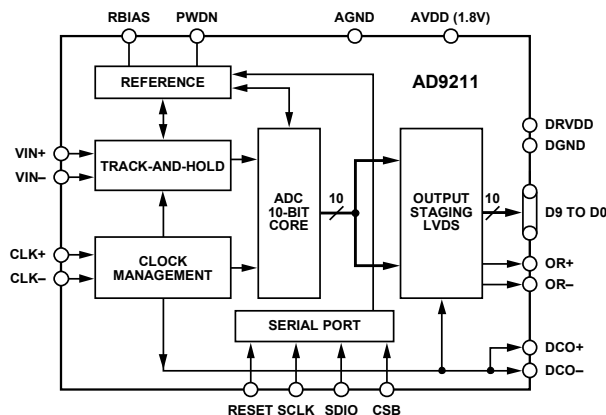 RBIAS PWDN AGND AVDD (1.8V)
REFERENCE
AD9211
DRVDD
DGND
VIN+
VIN–
TRACK-AND-HOLD
ADC
10-BIT
CORE
10
OUTPUT
STAGING
LVDS
10
D9 TO D0
CLK+
CLK–
CLOCK
MANAGEMENT
OR+
OR–
SERIAL PORT
DCO+
DCO–
RESET SCLK SDIO CSB